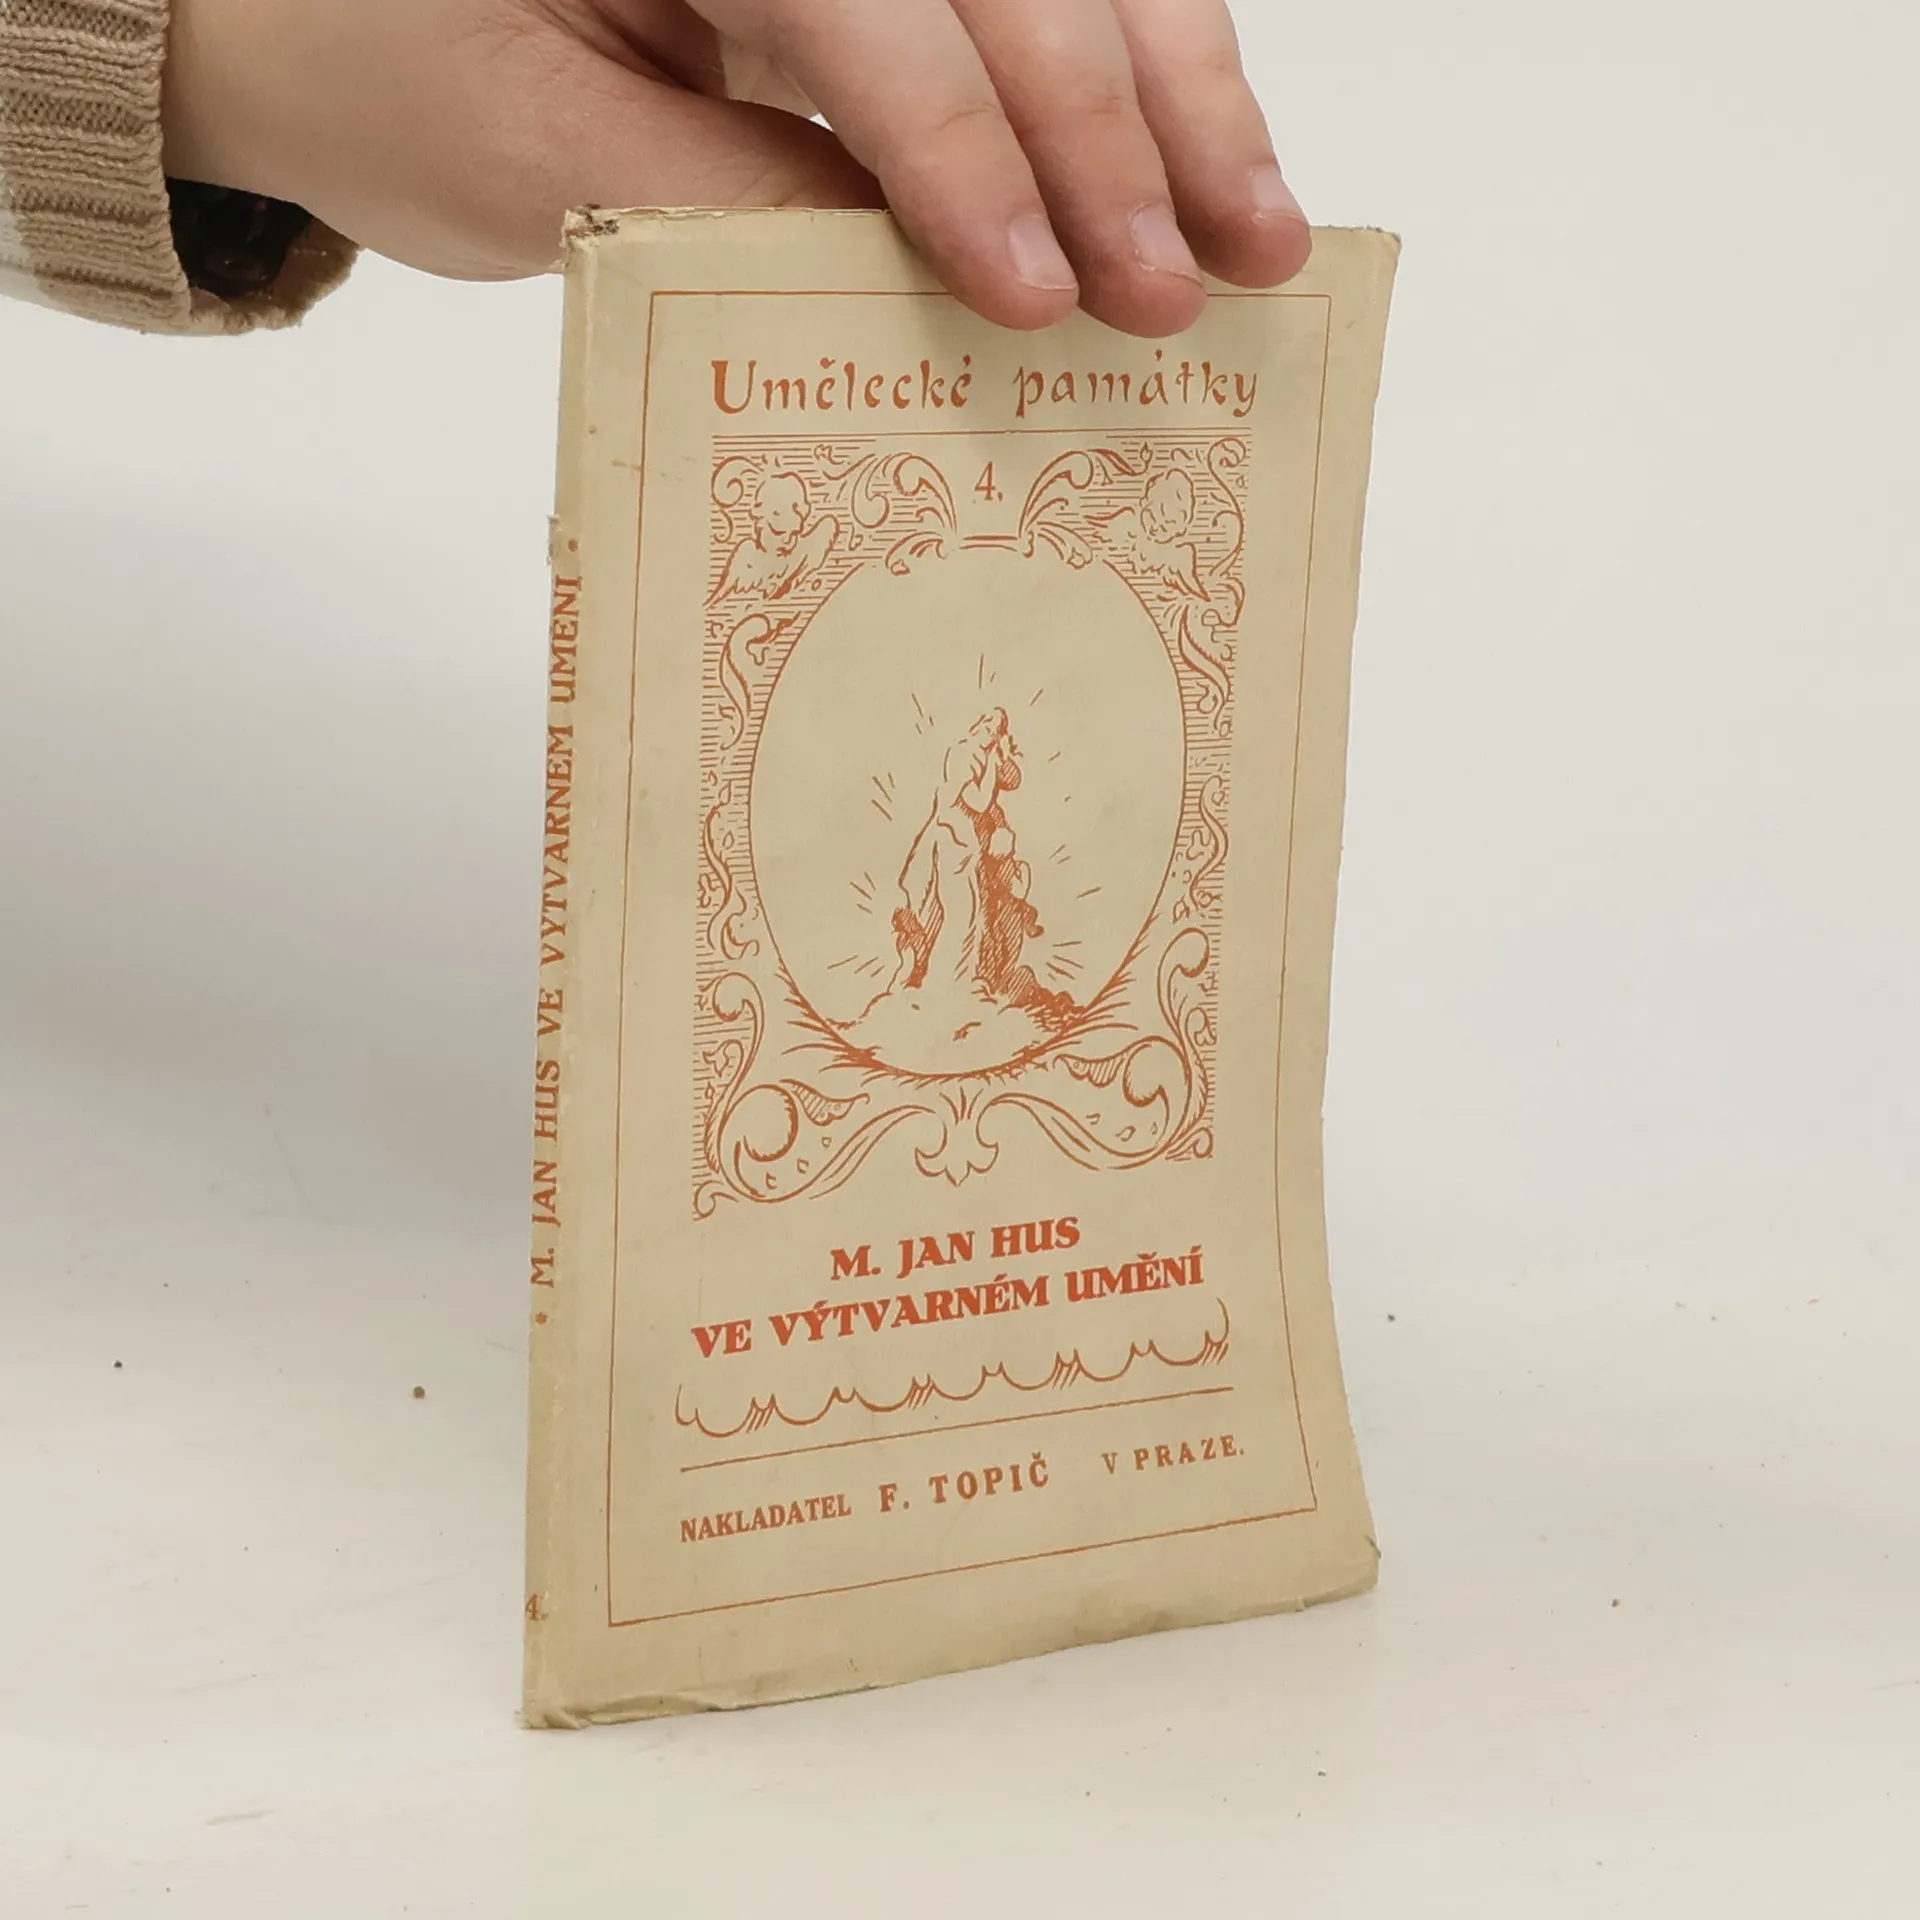 Umělecké památky
4.
M. JAN HUS
VE VÝTVARNÉM UMĚNÍ
NAKLADATEL F. TOPIČ V PRAZE.
* M. JAN HUS VE VÝTVARNÉM UMĚNÍ *
4.